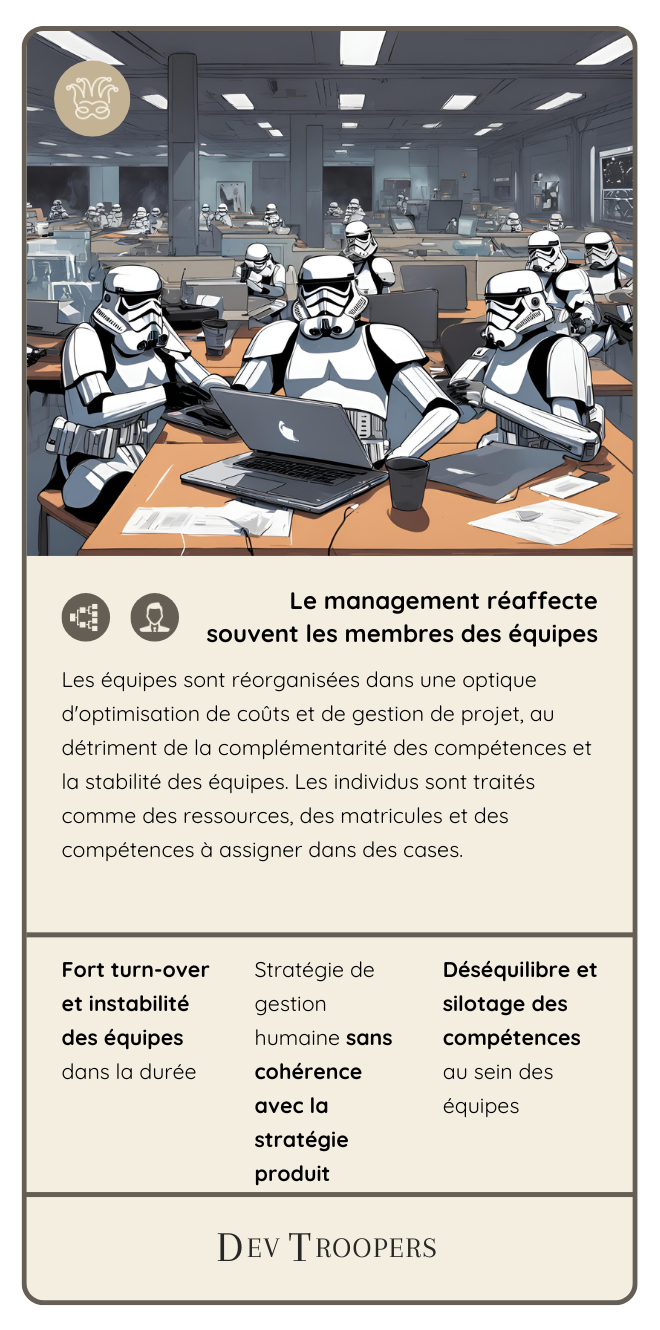 Le management réaffecte
souvent les membres des équipes
Les équipes sont réorganisées dans une optique
d'optimisation de coûts et de gestion de projet, au
détriment de la complémentarité des compétences et
la stabilité des équipes. Les individus sont traités
comme des ressources, des matricules et des
compétences à assigner dans des cases.
Fort turn-over
et instabilité
des équipes
dans la durée
Stratégie de
gestion
humaine sans
cohérence
avec la
stratégie
produit
Déséquilibre et
silotage des
compétences
au sein des
équipes
DEV TROOPERS